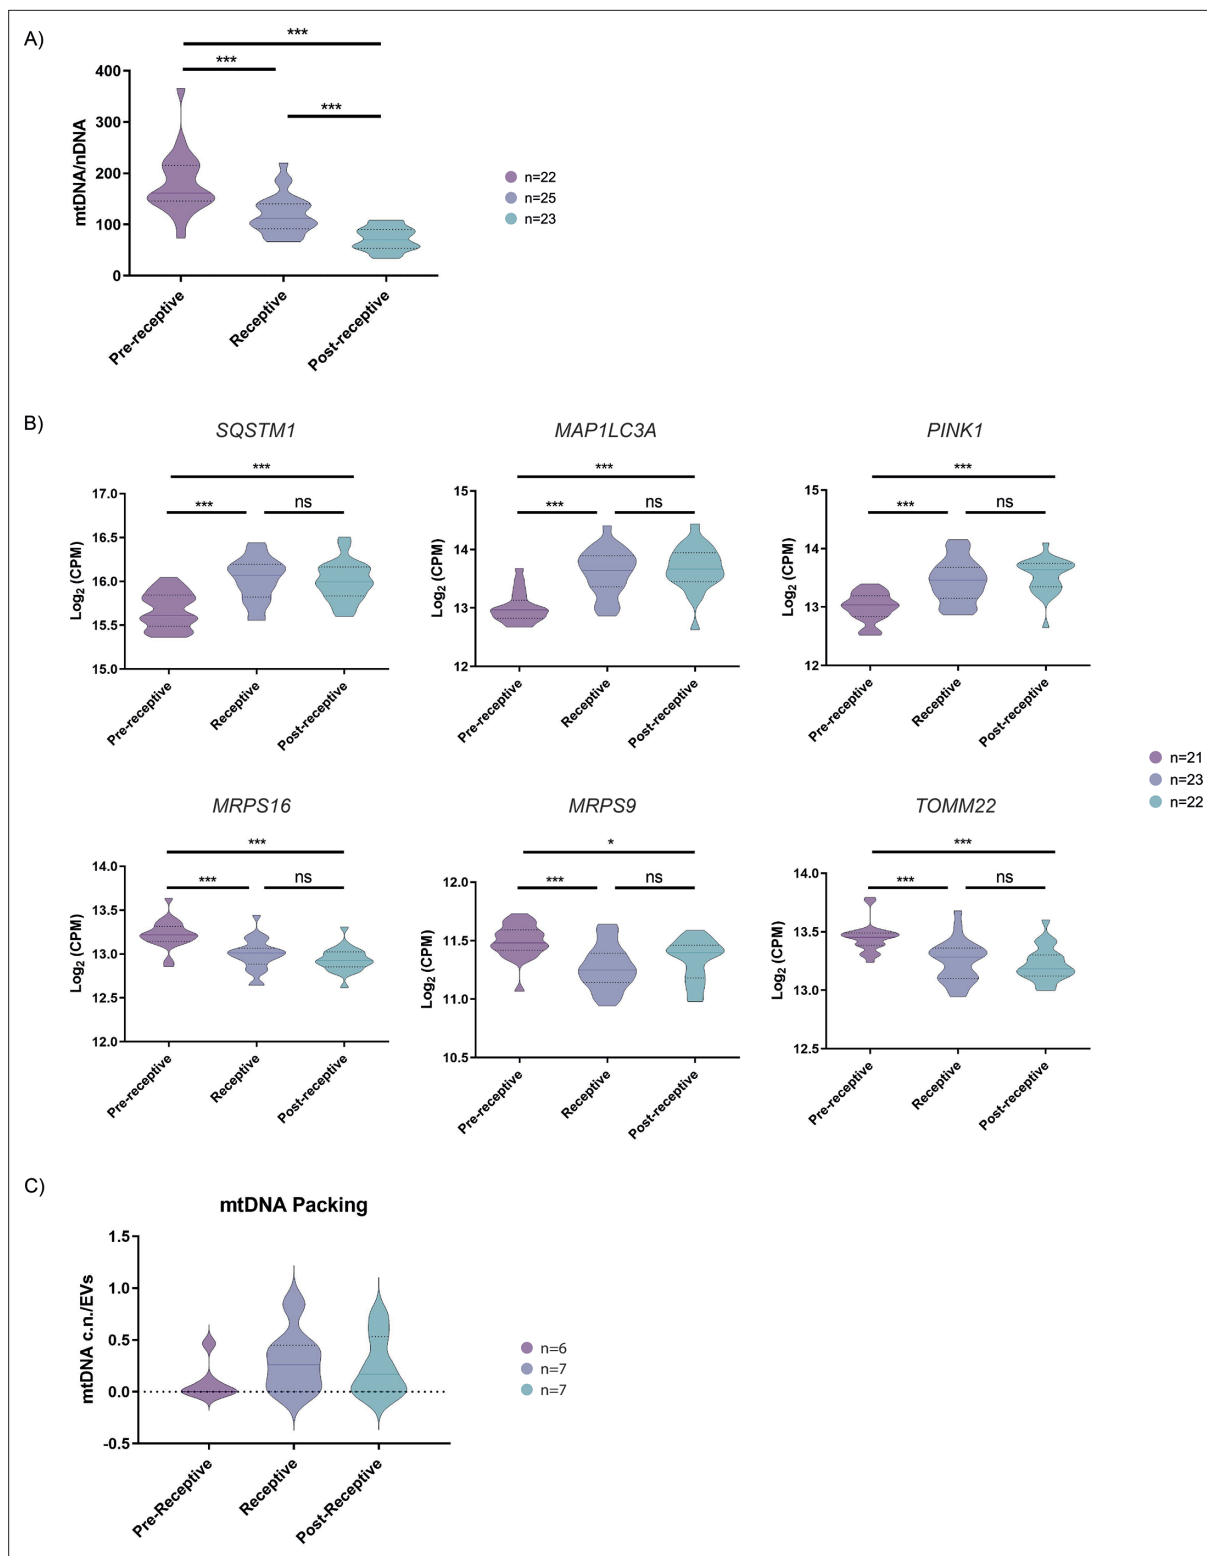 A)
***
***
***
400
300
200
100
0
mtDNA/nDNA
Pre-receptive
Receptive
Post-receptive
n=22
n=25
n=23
B)
SQSTM1
***
***
ns
17.0
16.5
16.0
15.5
15.0
Log₂ (CPM)
Pre-receptive
Receptive
Post-receptive
MAP1LC3A
***
***
ns
15
14
13
12
Log₂ (CPM)
Pre-receptive
Receptive
Post-receptive
PINK1
***
***
ns
15
14
13
12
Log₂ (CPM)
Pre-receptive
Receptive
Post-receptive
n=21
n=23
n=22
MRPS16
***
***
ns
14.0
13.5
13.0
12.5
12.0
Log₂ (CPM)
Pre-receptive
Receptive
Post-receptive
MRPS9
*
***
ns
12.0
11.5
11.0
10.5
Log₂ (CPM)
Pre-receptive
Receptive
Post-receptive
TOMM22
***
***
ns
14.0
13.5
13.0
12.5
Log₂ (CPM)
Pre-receptive
Receptive
Post-receptive
C)
mtDNA Packing
1.5
1.0
0.5
0.0
-0.5
mtDNA c.n./EVs
Pre-Receptive
Receptive
Post-Receptive
n=6
n=7
n=7